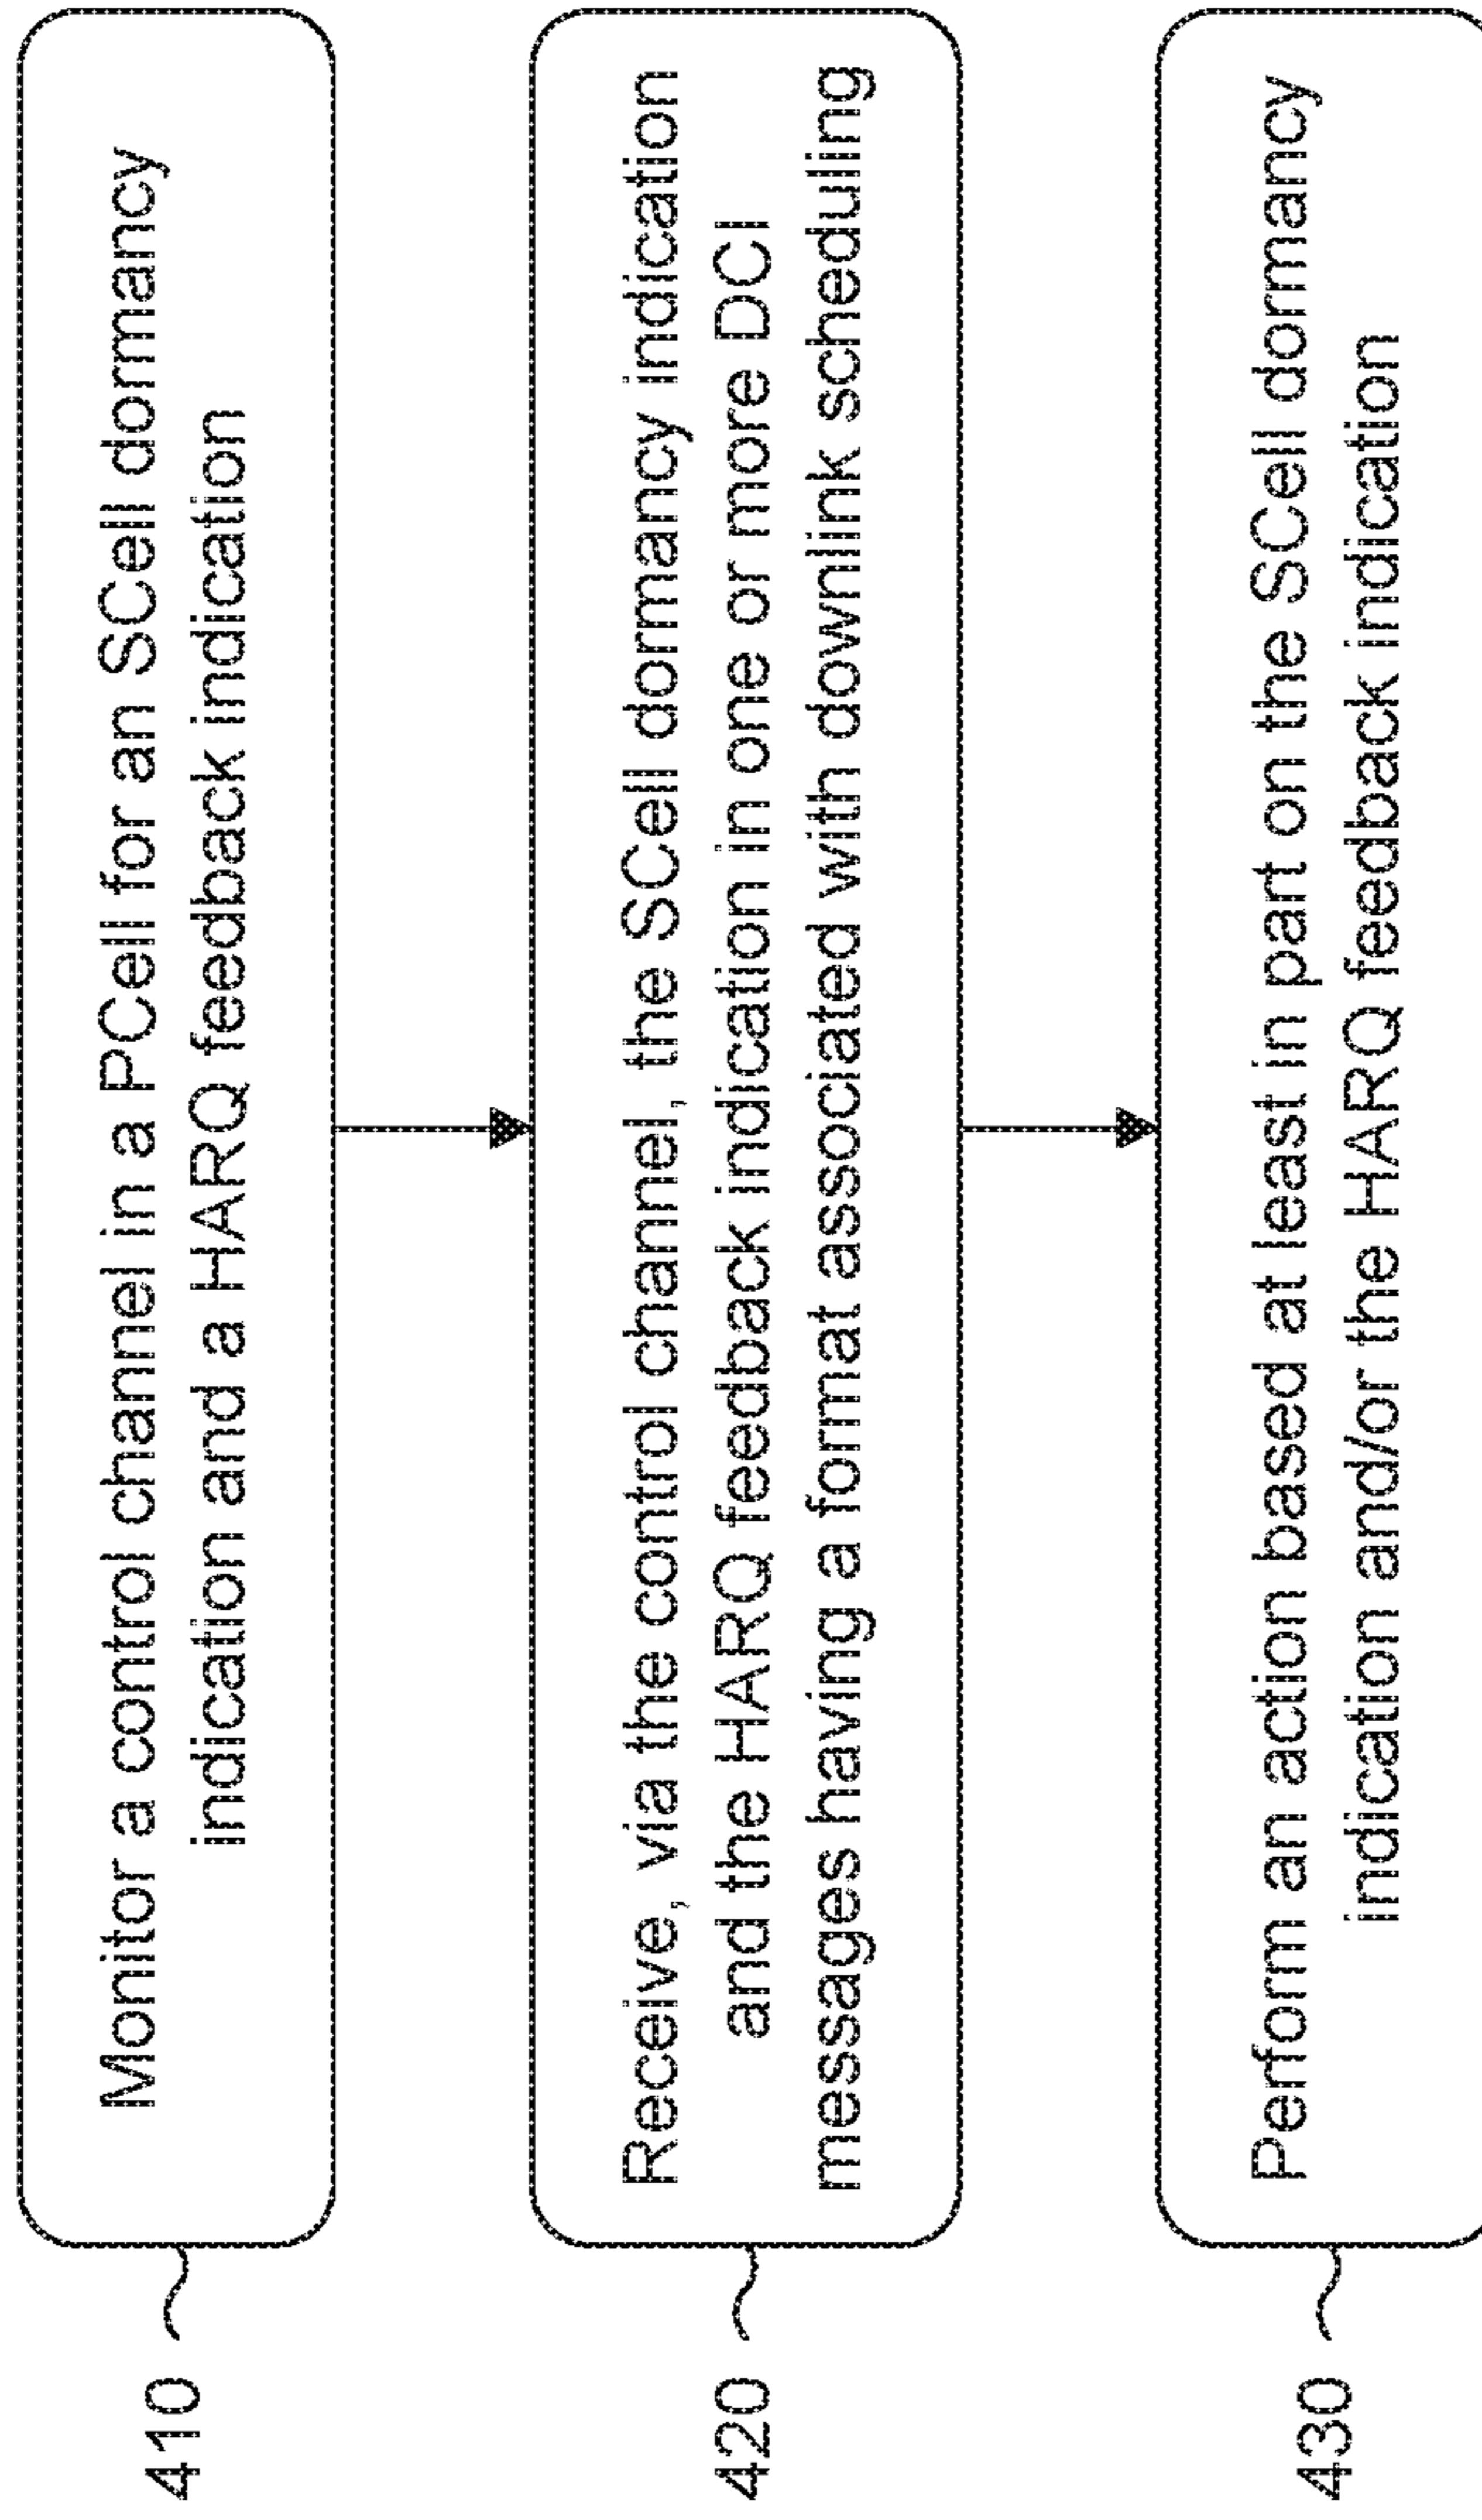 410
Monitor a control channel in a PCell for an SCell dormancy
indication and a HARQ feedback indication
420
Receive, via the control channel, the SCell dormancy indication
and the HARQ feedback indication in one or more DCI
messages having a format associated with downlink scheduling
430
Perform an action based at least in part on the SCell dormancy
indication and/or the HARQ feedback indication